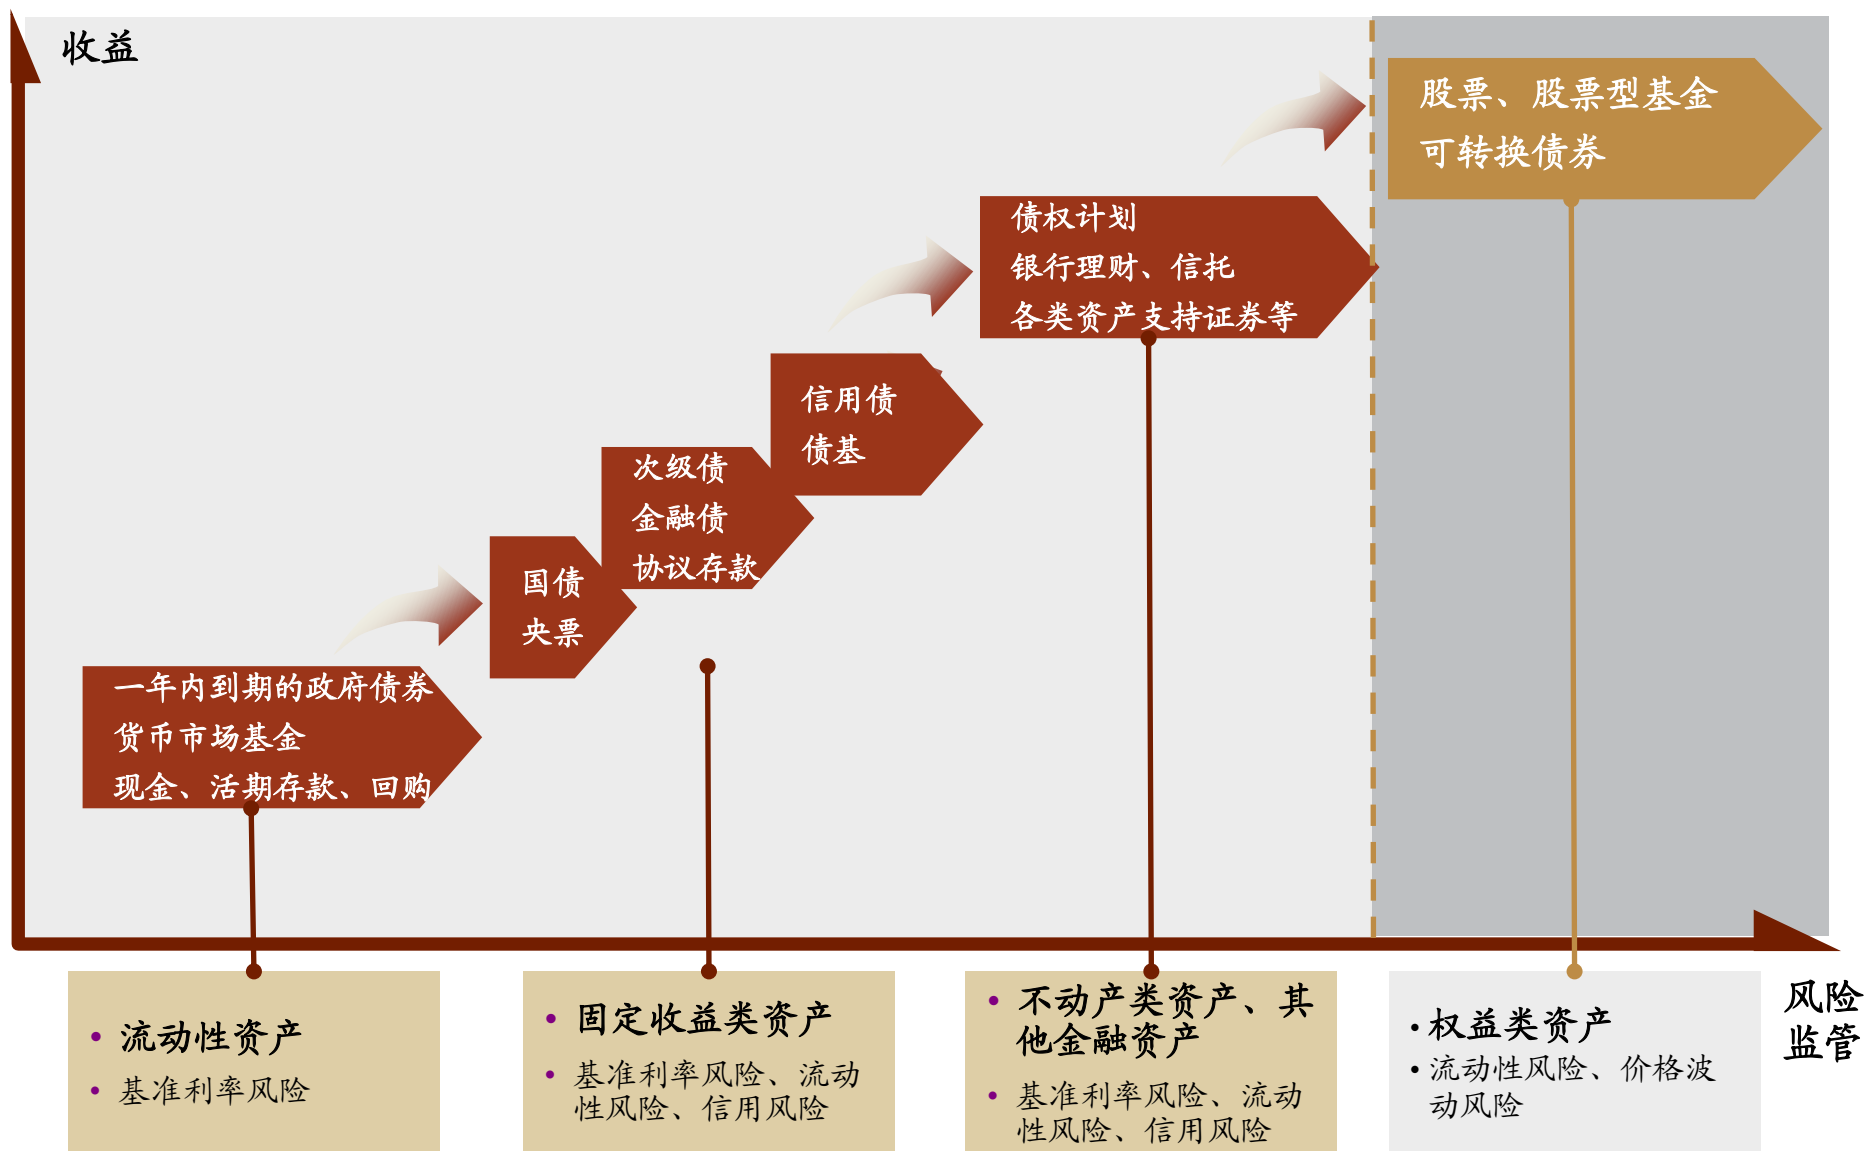 收益
股票、股票型基金
可转换债券
债权计划
银行理财、信托
各类资产支持证券等
信用债
债基
次级债
金融债
协议存款
国债
央票
一年内到期的政府债券
货币市场基金
现金、活期存款、回购
• 流动性资产
• 基准利率风险
• 固定收益类资产
• 基准利率风险、流动
性风险、信用风险
• 不动产类资产、其
他金融资产
• 基准利率风险、流动
性风险、信用风险
• 权益类资产
• 流动性风险、价格波
动风险
风险
监管